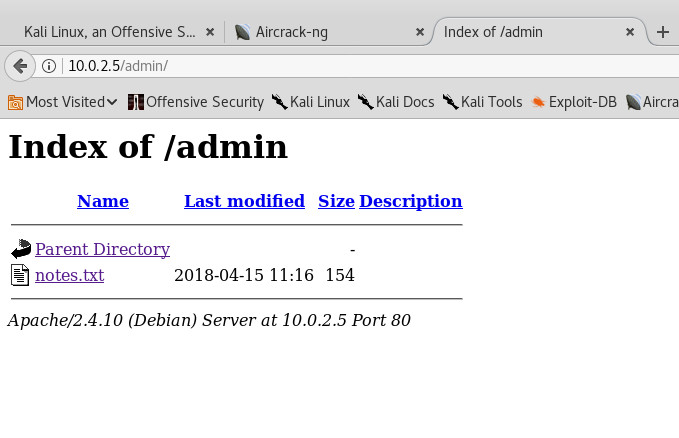 Kali Linux, an Offensive S... Aircrack-ng Index of /admin
10.0.2.5/admin/
Most Visited Offensive Security Kali Linux Kali Docs Kali Tools Exploit-DB Aircra
Index of /admin
Name Last modified Size Description
Parent Directory -
notes.txt 2018-04-15 11:16 154
Apache/2.4.10 (Debian) Server at 10.0.2.5 Port 80